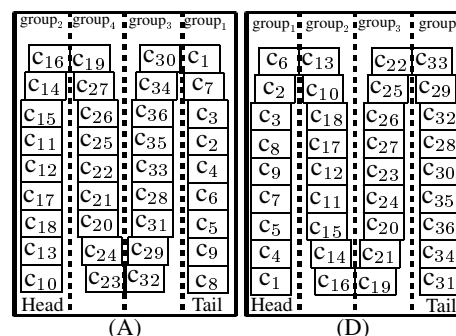 group2 group4 group3 group1 group1 group2 group3
c16 c19 c30 c1 c6 c13 c22 c33
c14 c27 c34 c7 c2 c10 c25 c29
c15 c26 c36 c3 c3 c18 c26 c32
c11 c25 c35 c2 c8 c17 c27 c28
c12 c22 c33 c4 c9 c12 c23 c30
c17 c21 c28 c6 c7 c11 c24 c35
c18 c20 c31 c5 c5 c15 c20 c36
c13 c24 c29 c9 c4 c14 c21 c34
c10 c23 c32 c8 c1 c16 c19 c31
Head Tail Head
(A) (D)